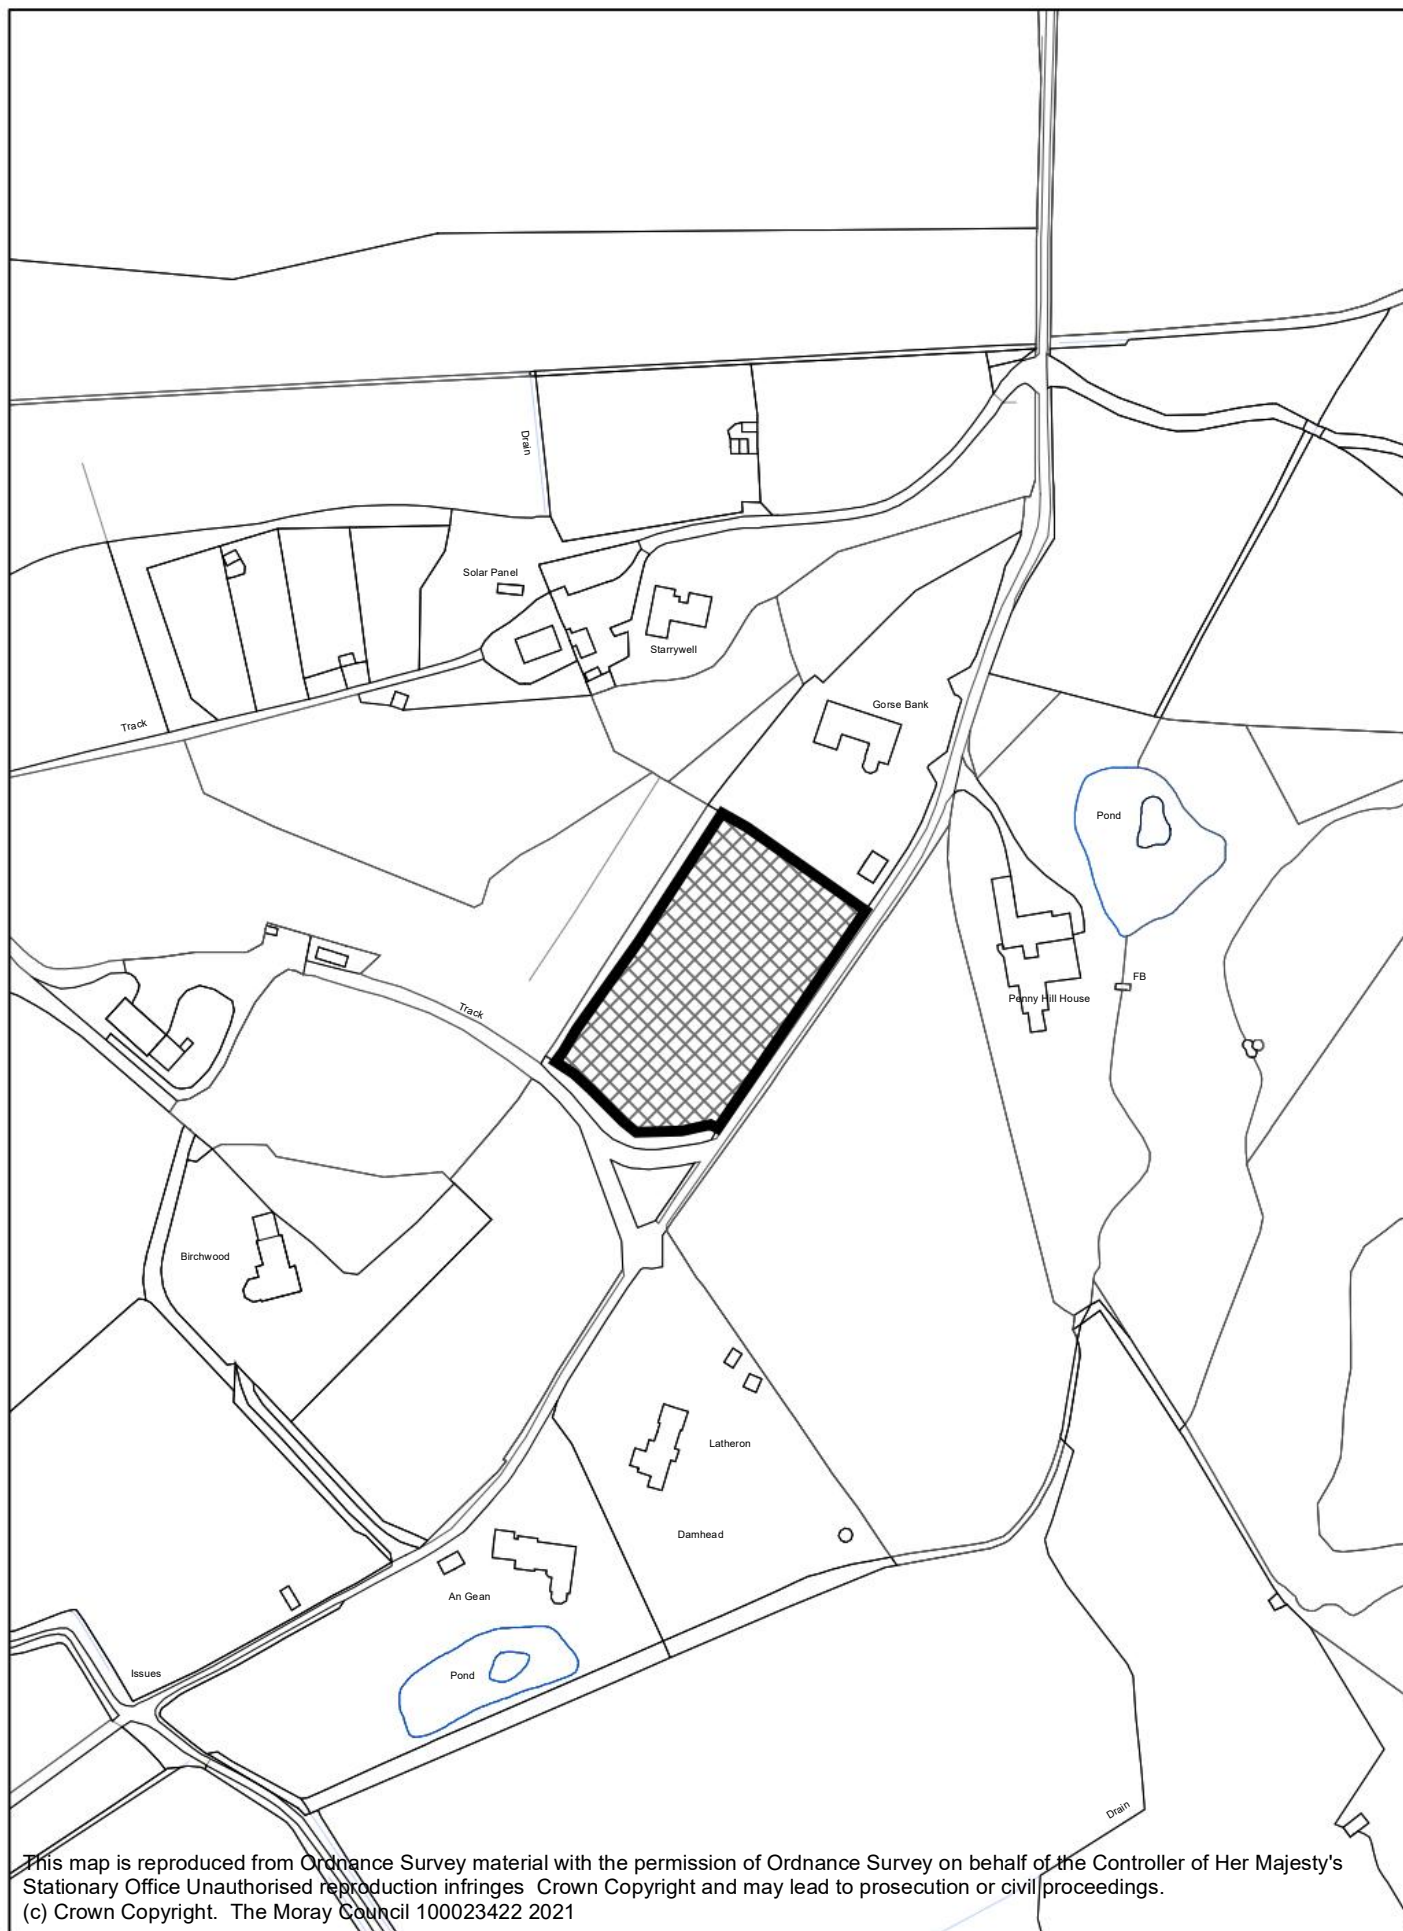 Drain
Solar Panel
Starrywell
Gorse Bank
Track
Pond
FB
Penny Hill House
Track
Birchwood
Latheron
Damhead
An Gean
Issues
Pond
Drain
This map is reproduced from Ordnance Survey material with the permission of Ordnance Survey on behalf of the Controller of Her Majesty's
Stationary Office Unauthorised reproduction infringes  Crown Copyright and may lead to prosecution or civil proceedings.
(c) Crown Copyright.  The Moray Council 100023422 2021